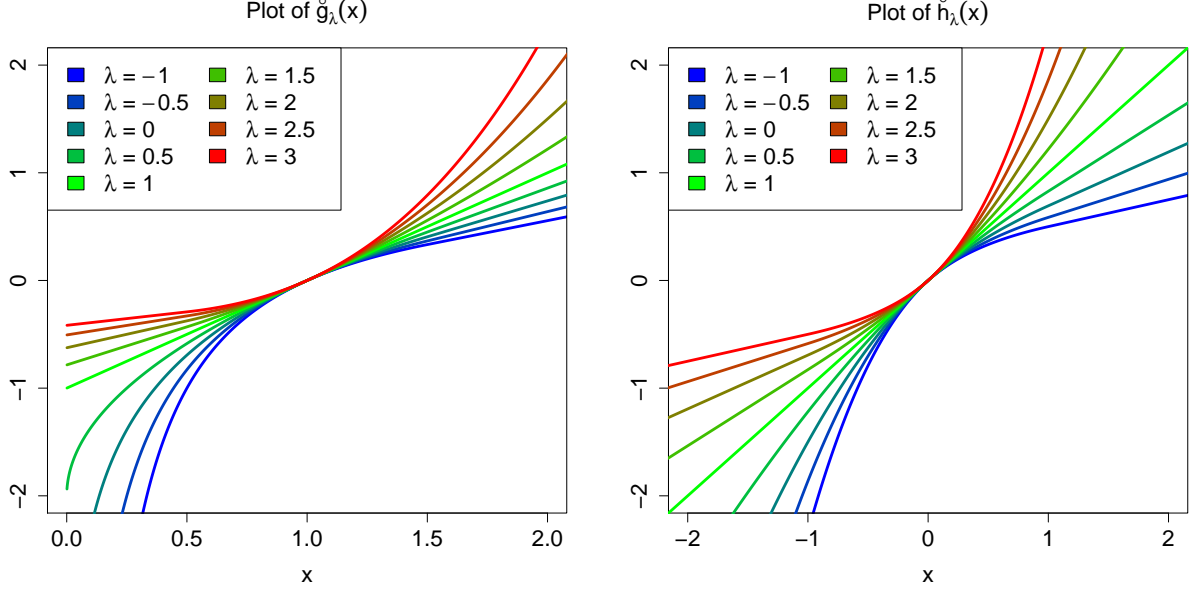 Plot of g̊λ(x)
λ = −1
λ = −0.5
λ = 0
λ = 0.5
λ = 1
λ = 1.5
λ = 2
λ = 2.5
λ = 3
2
1
0
−1
−2
0.0 0.5 1.0 1.5 2.0
x
Plot of h̊λ(x)
λ = −1
λ = −0.5
λ = 0
λ = 0.5
λ = 1
λ = 1.5
λ = 2
λ = 2.5
λ = 3
2
1
0
−1
−2
−2 −1 0 1 2
x